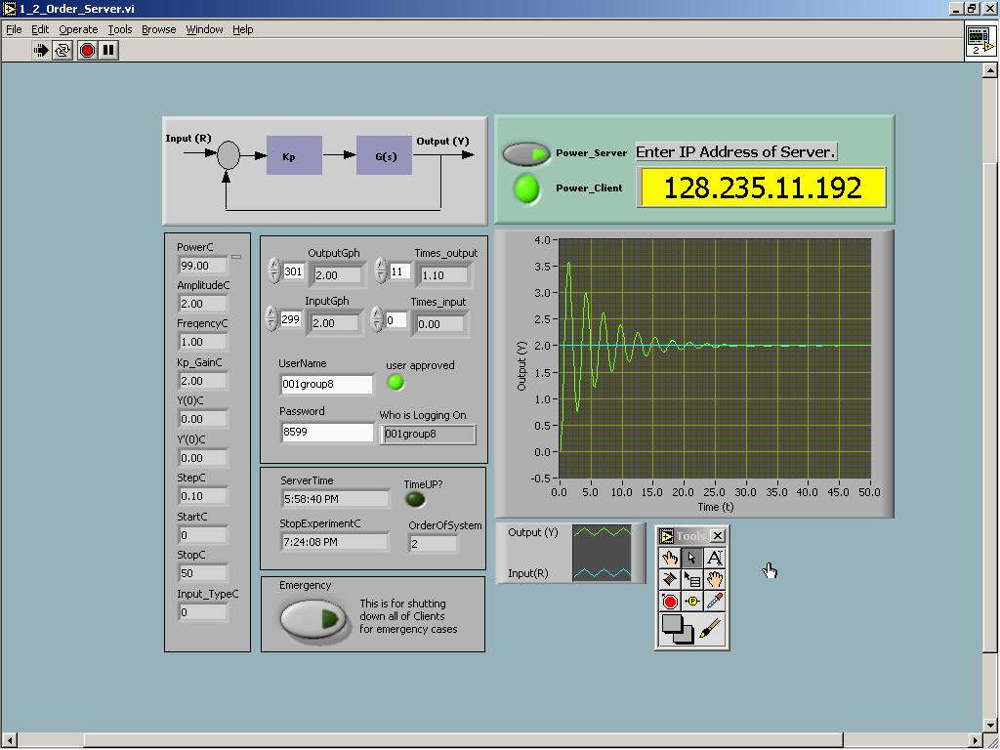 1_2_Order_Server.vi
File Edit Operate Tools Browse Window Help
2
Input (R)
Output (Y)
Kp
G(s)
Power_Server
Enter IP Address of Server.
Power_Client
128.235.11.192
PowerC
99.00
AmplitudeC
2.00
FreqencyC
1.00
Kp_GainC
2.00
Y(0)C
0.00
Y'(0)C
0.00
StepC
0.10
StartC
0
StopC
50
Input_TypeC
0
OutputGph
Times_output
301
2.00
11
1.10
InputGph
Times_input
299
2.00
0
0.00
UserName
user approved
001group8
Password
Who is Logging On
8599
001group8
ServerTime
TimeUP?
5:58:40 PM
StopExperimentC
OrderOfSystem
7:24:08 PM
2
Emergency
This is for shutting
down all of Clients
for emergency cases
4.0
3.5
3.0
2.5
2.0
1.5
1.0
0.5
0.0
-0.5
Output (Y)
0.0 5.0 10.0 15.0 20.0 25.0 30.0 35.0 40.0 45.0 50.0
Time (t)
Output (Y)
Input(R)
Tools
A
P